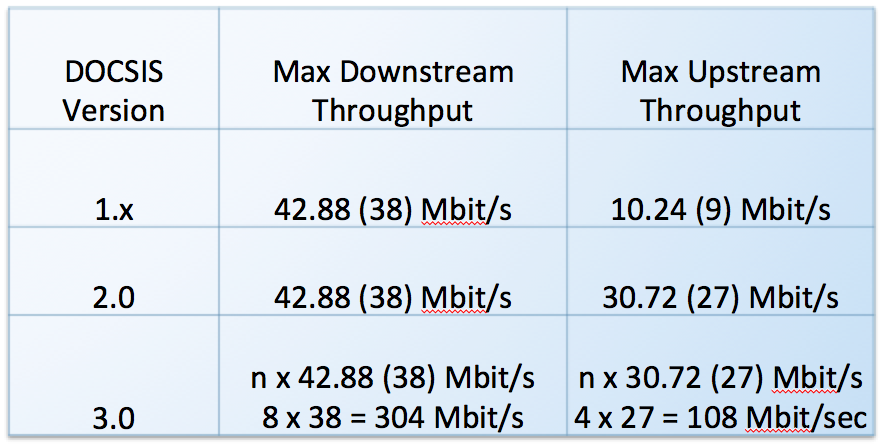 DOCSIS
Version
Max Downstream
Throughput
Max Upstream
Throughput
1.x
42.88 (38) Mbit/s
10.24 (9) Mbit/s
2.0
42.88 (38) Mbit/s
30.72 (27) Mbit/s
3.0
n x 42.88 (38) Mbit/s
8 x 38 = 304 Mbit/s
n x 30.72 (27) Mbit/s
4 x 27 = 108 Mbit/sec